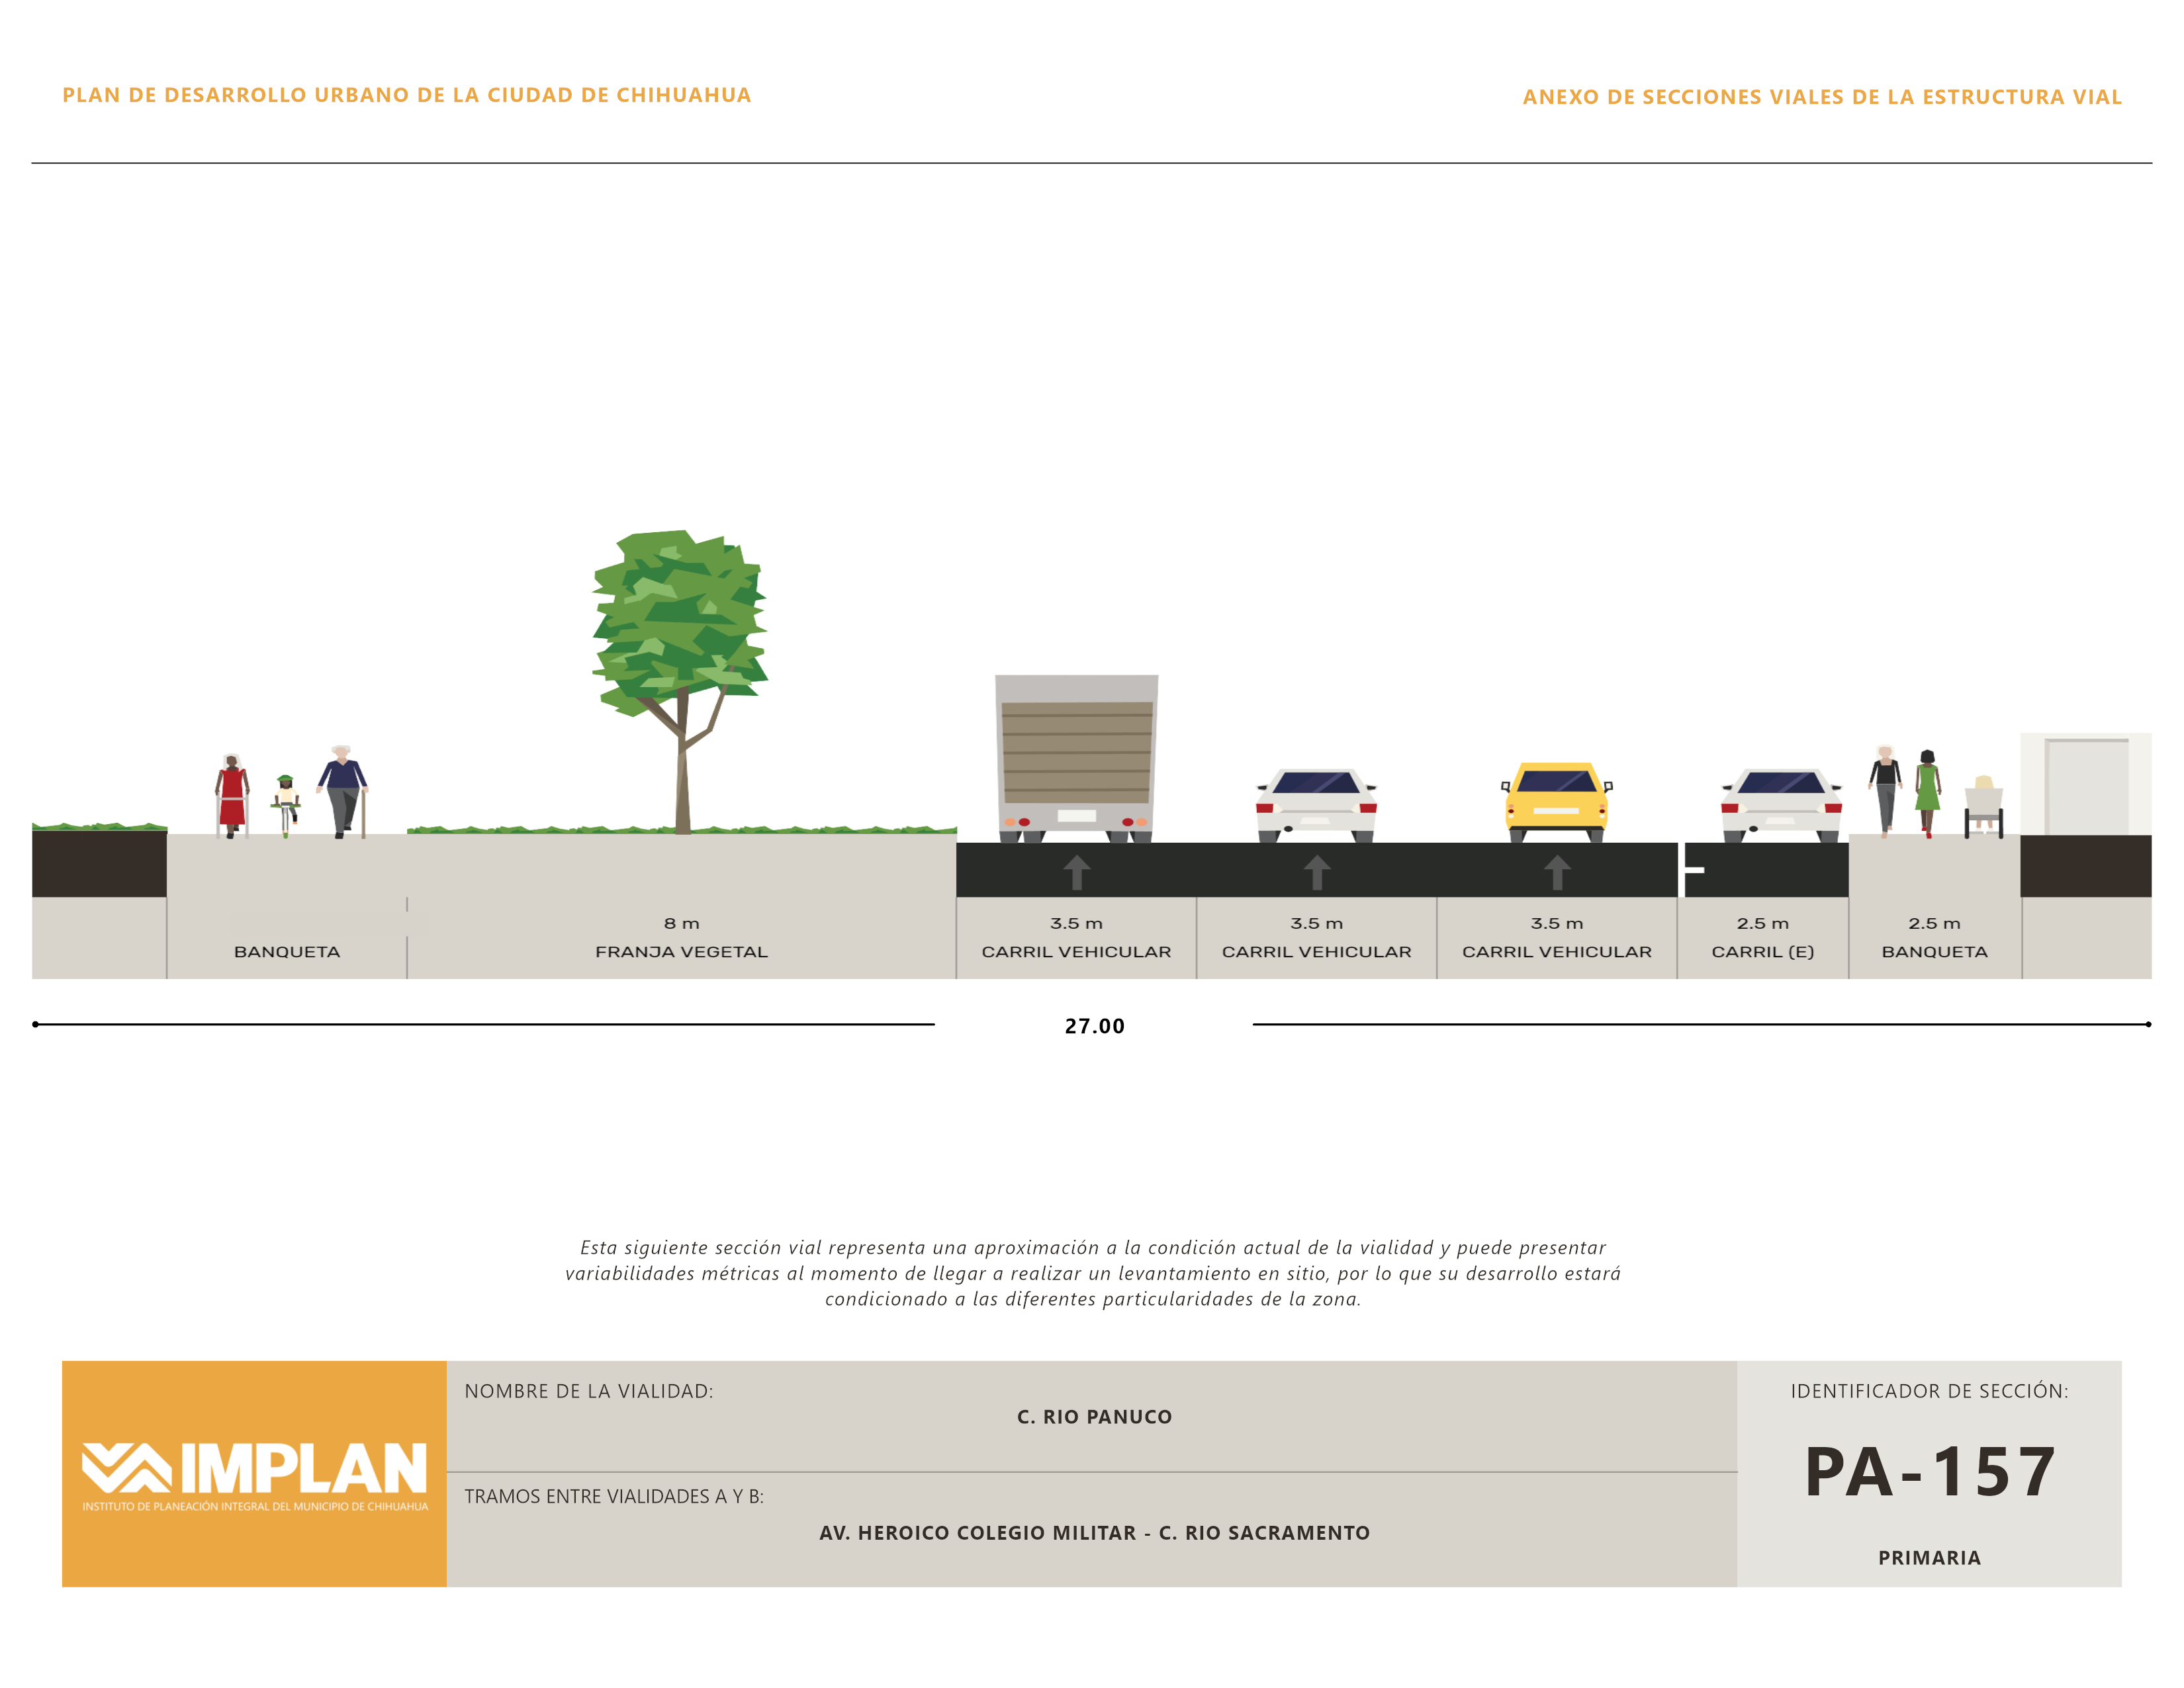 PLAN DE DESARROLLO URBANO DE LA CIUDAD DE CHIHUAHUA
ANEXO DE SECCIONES VIALES DE LA ESTRUCTURA VIAL
BANQUETA
8 m
FRANJA VEGETAL
3.5 m
CARRIL VEHICULAR
3.5 m
CARRIL VEHICULAR
3.5 m
CARRIL VEHICULAR
2.5 m
CARRIL (E)
2.5 m
BANQUETA
27.00
Esta siguiente sección vial representa una aproximación a la condición actual de la vialidad y puede presentar
variabilidades métricas al momento de llegar a realizar un levantamiento en sitio, por lo que su desarrollo estará
condicionado a las diferentes particularidades de la zona.
IMPLAN
INSTITUTO DE PLANEACIÓN INTEGRAL DEL MUNICIPIO DE CHIHUAHUA
NOMBRE DE LA VIALIDAD:
C. RIO PANUCO
TRAMOS ENTRE VIALIDADES A Y B:
AV. HEROICO COLEGIO MILITAR - C. RIO SACRAMENTO
IDENTIFICADOR DE SECCIÓN:
PA-157
PRIMARIA